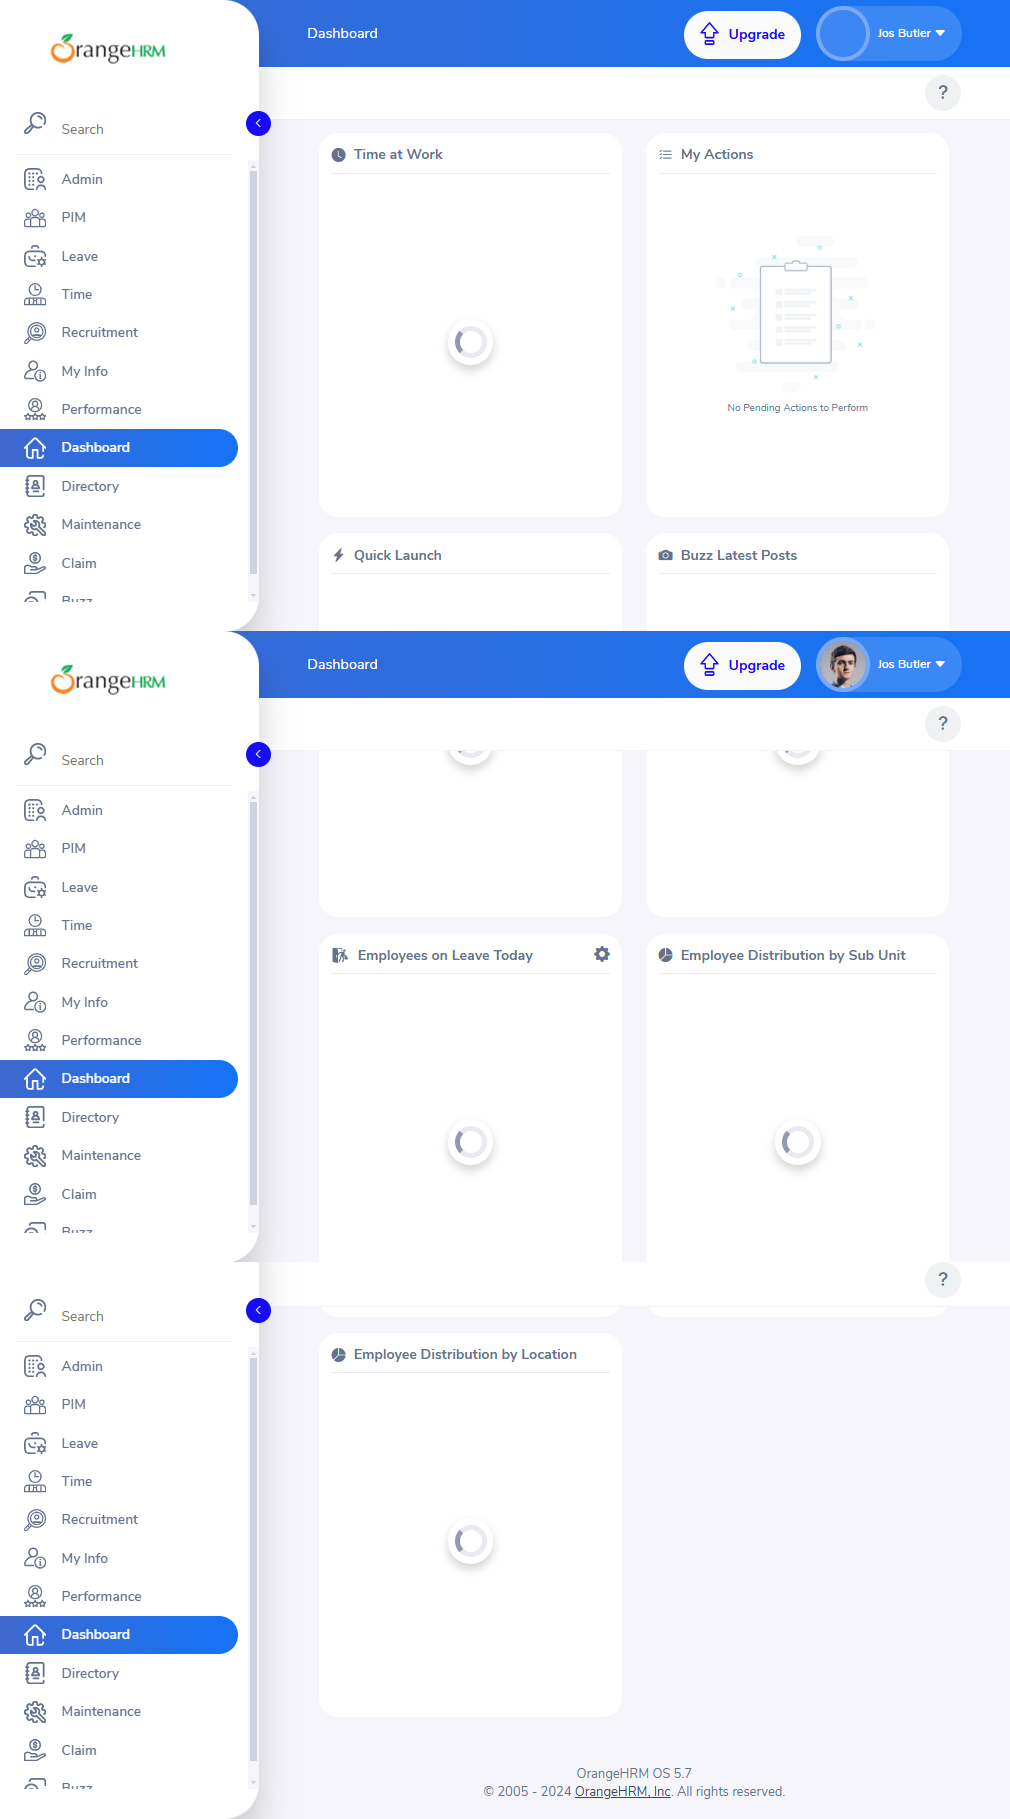 OrangeHRM
Dashboard
Upgrade
Jos Butler
?
Search
Admin
PIM
Leave
Time
Recruitment
My Info
Performance
Dashboard
Directory
Maintenance
Claim
Buzz
Time at Work
My Actions
No Pending Actions to Perform
Quick Launch
Buzz Latest Posts
OrangeHRM
Dashboard
Upgrade
Jos Butler
?
Search
Admin
PIM
Leave
Time
Recruitment
My Info
Performance
Dashboard
Directory
Maintenance
Claim
Buzz
Employees on Leave Today
Employee Distribution by Sub Unit
?
Search
Admin
PIM
Leave
Time
Recruitment
My Info
Performance
Dashboard
Directory
Maintenance
Claim
Buzz
Employee Distribution by Location
OrangeHRM OS 5.7
© 2005 - 2024 OrangeHRM, Inc. All rights reserved.